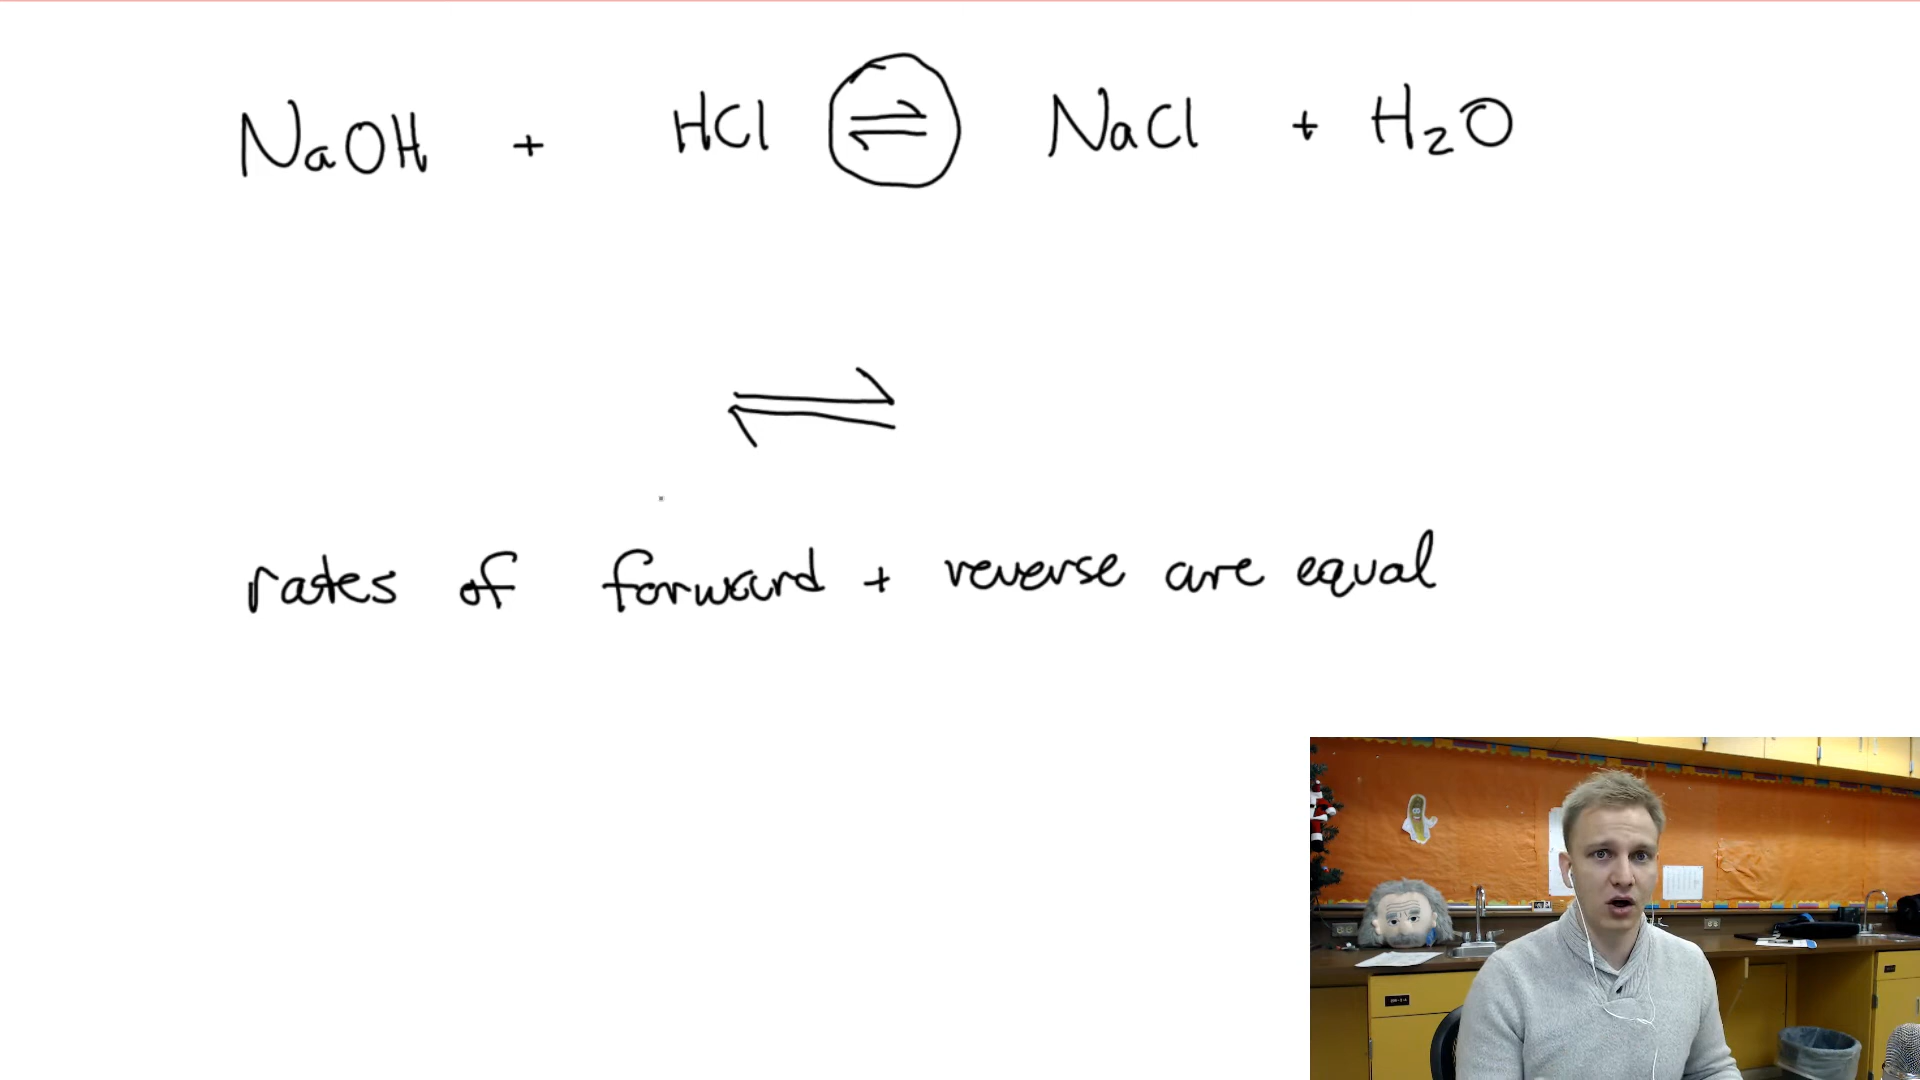 NaOH + HCl ⇌ NaCl + H₂O
⇌
rates of forward + reverse are equal